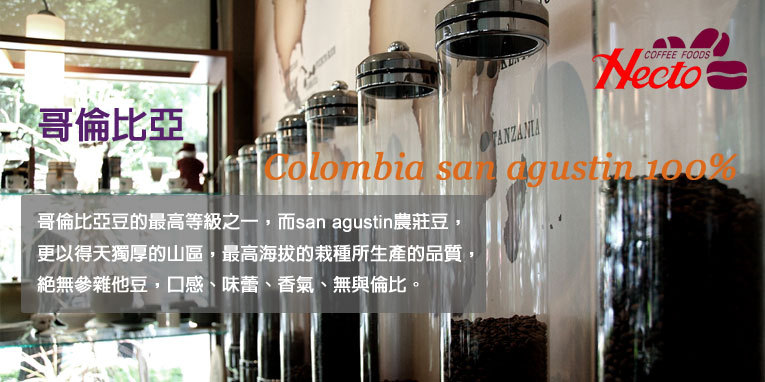 COFFEE FOODS
Hecto
哥倫比亞
TANZANIA
Colombia san agustin 100%
哥倫比亞豆的最高等級之一，而san agustin農莊豆，
更以得天獨厚的山區，最高海拔的栽種所生產的品質，
絕無參雜他豆，口感、味蕾、香氣、無與倫比。